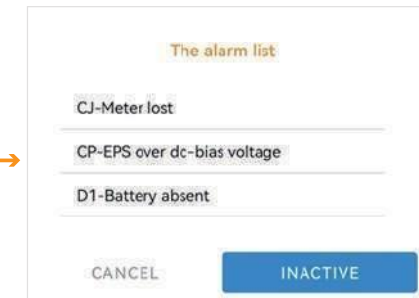 The alarm list
CJ-Meter lost
CP-EPS over dc-bias voltage
D1-Battery absent
CANCEL
INACTIVE